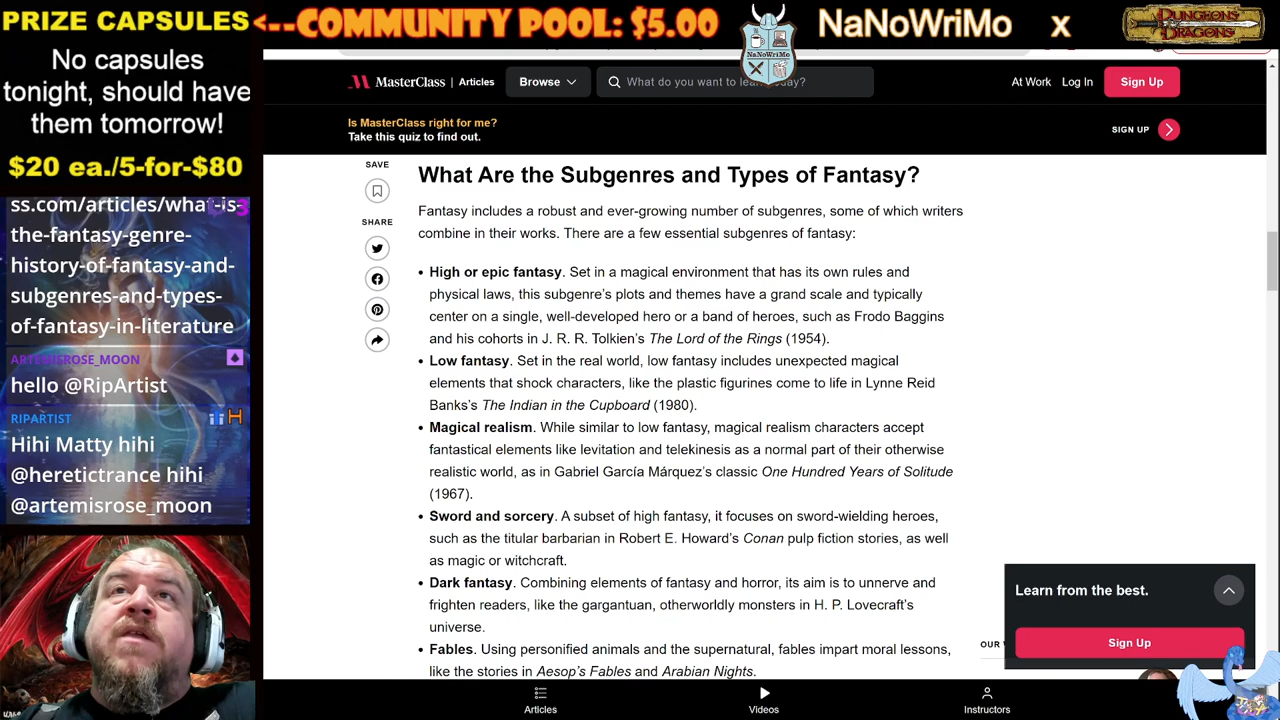 PRIZE CAPSULES
No capsules
tonight, should have
them tomorrow!
$20 ea./5-for-$80
<--COMMUNITY POOL: $5.00
NaNoWriMo
NaNoWriMo
x
DUNGEONS
DRAGONS
ss.com/articles/what-is-
the-fantasy-genre-
history-of-fantasy-and-
subgenres-and-types-
of-fantasy-in-literature
ARTEMISROSE_MOON
hello @RipArtist
RIPARTIST
Hihi Matty hihi
@heretictrance hihi
@artemisrose_moon
MasterClass | Articles
Browse
What do you want to learn today?
At Work
Log In
Sign Up
Is MasterClass right for me?
Take this quiz to find out.
SIGN UP
SAVE
SHARE
What Are the Subgenres and Types of Fantasy?
Fantasy includes a robust and ever-growing number of subgenres, some of which writers
combine in their works. There are a few essential subgenres of fantasy:
• High or epic fantasy. Set in a magical environment that has its own rules and
physical laws, this subgenre's plots and themes have a grand scale and typically
center on a single, well-developed hero or a band of heroes, such as Frodo Baggins
and his cohorts in J. R. R. Tolkien's The Lord of the Rings (1954).
• Low fantasy. Set in the real world, low fantasy includes unexpected magical
elements that shock characters, like the plastic figurines come to life in Lynne Reid
Banks's The Indian in the Cupboard (1980).
• Magical realism. While similar to low fantasy, magical realism characters accept
fantastical elements like levitation and telekinesis as a normal part of their otherwise
realistic world, as in Gabriel García Márquez's classic One Hundred Years of Solitude
(1967).
• Sword and sorcery. A subset of high fantasy, it focuses on sword-wielding heroes,
such as the titular barbarian in Robert E. Howard's Conan pulp fiction stories, as well
as magic or witchcraft.
• Dark fantasy. Combining elements of fantasy and horror, its aim is to unnerve and
frighten readers, like the gargantuan, otherworldly monsters in H. P. Lovecraft's
universe.
• Fables. Using personified animals and the supernatural, fables impart moral lessons,
like the stories in Aesop's Fables and Arabian Nights.
Learn from the best.
Sign Up
OUR
Articles
Videos
Instructors